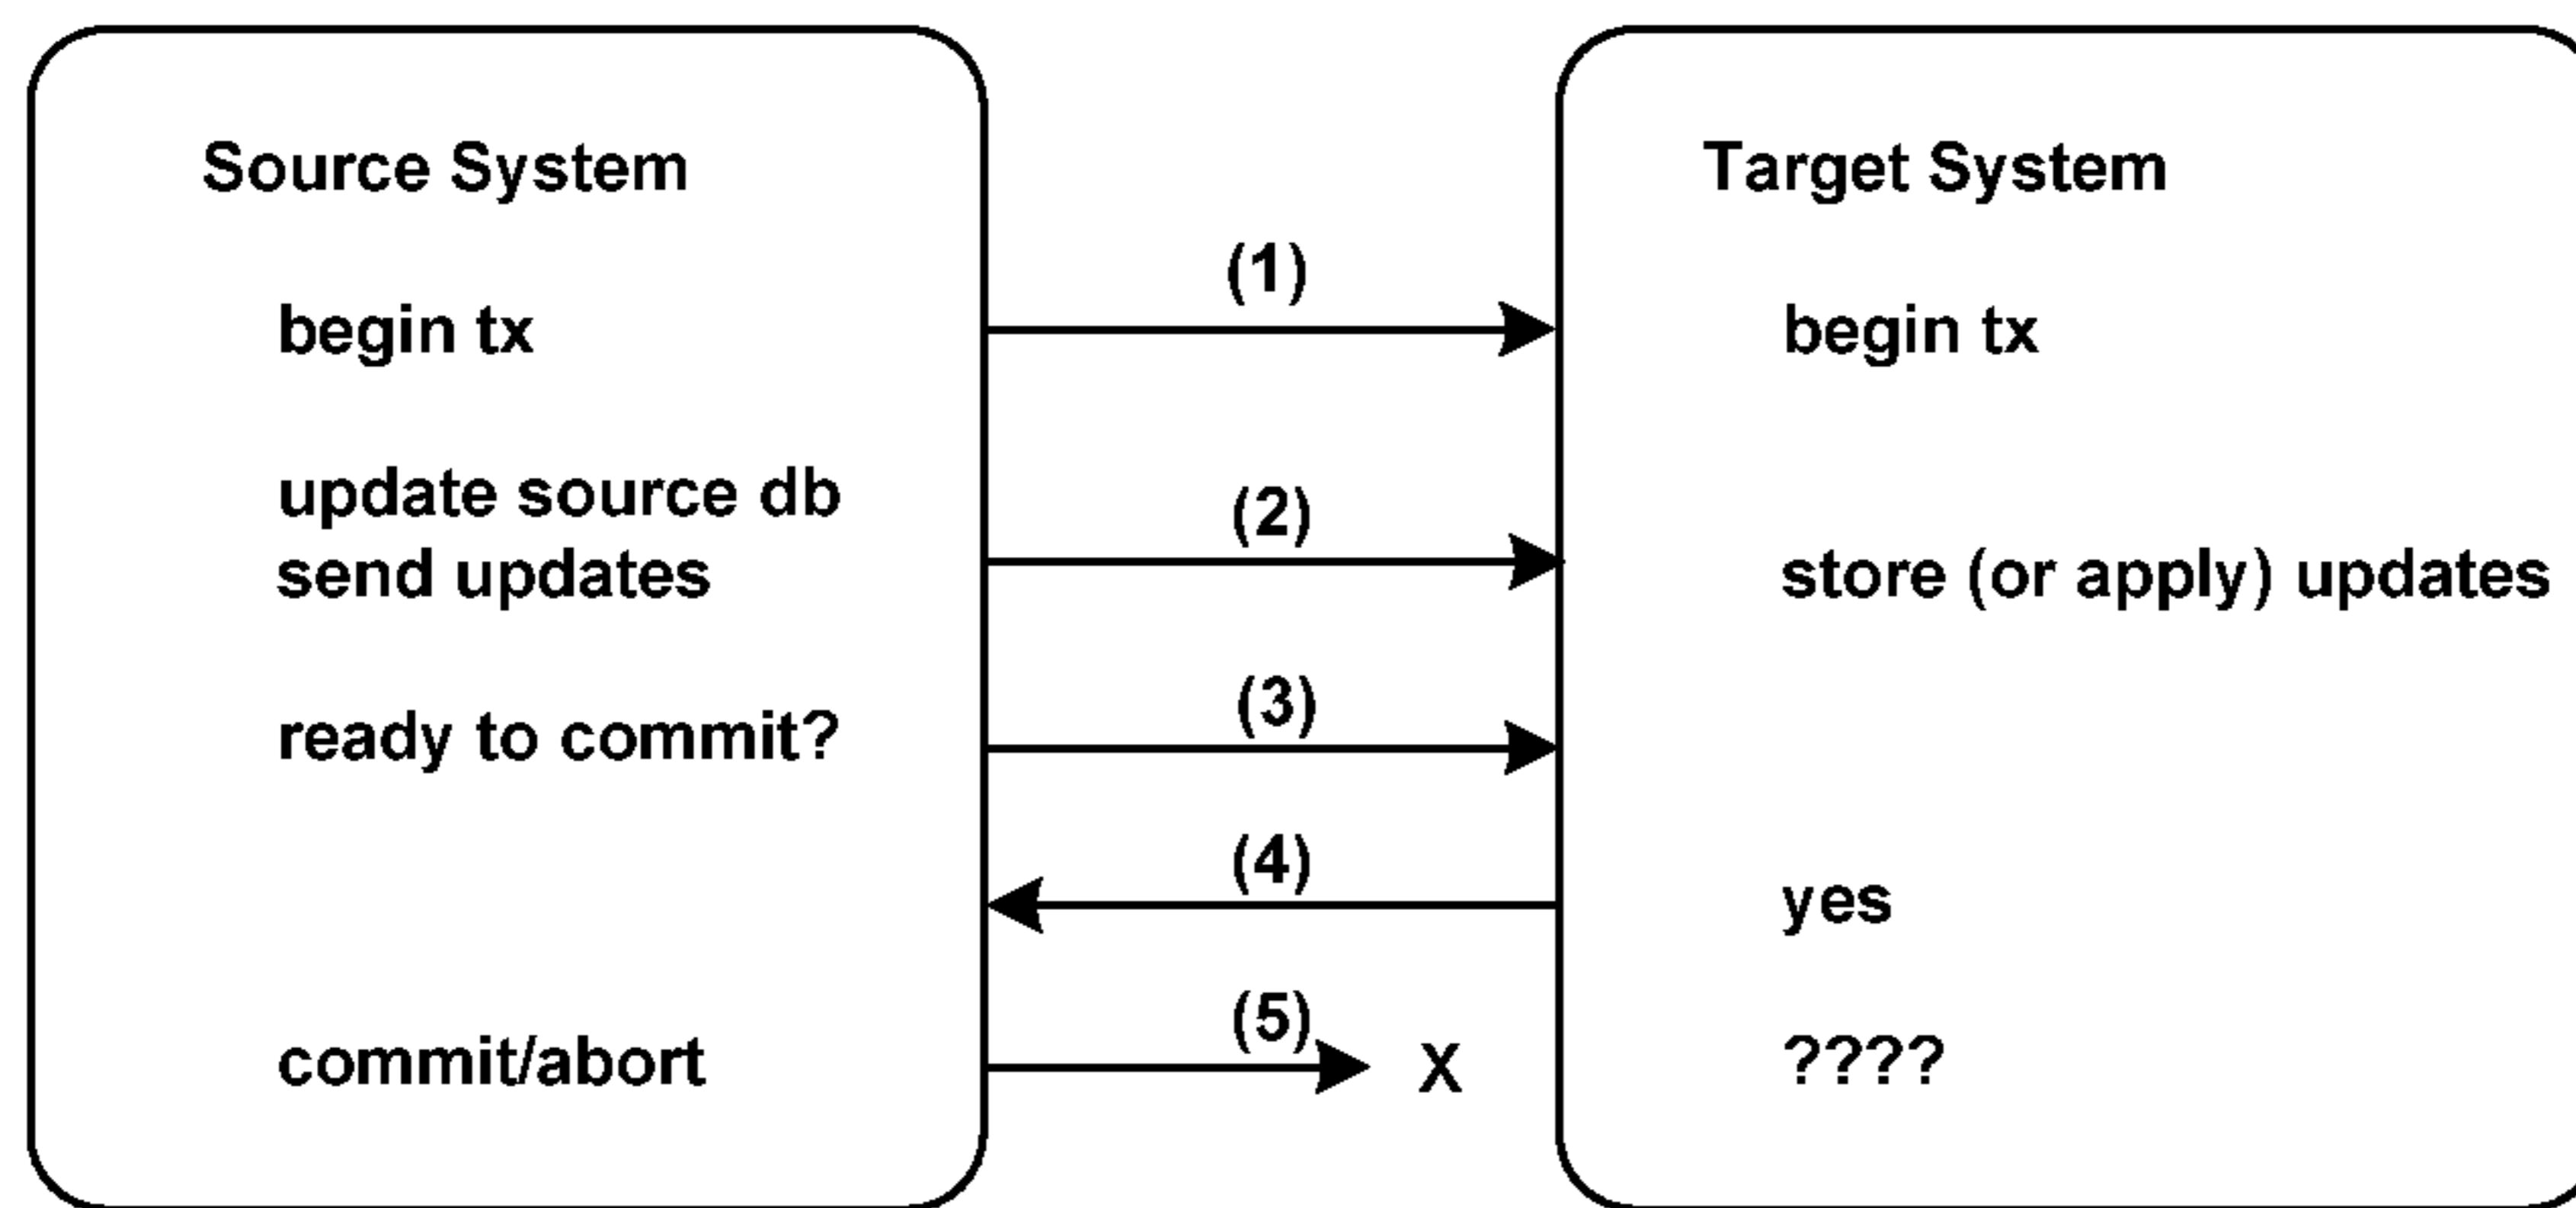 Source System
Target System
(1)
begin tx
begin tx
update source db
(2)
send updates
store (or apply) updates
(3)
ready to commit?
(4)
yes
(5)
commit/abort
X
????